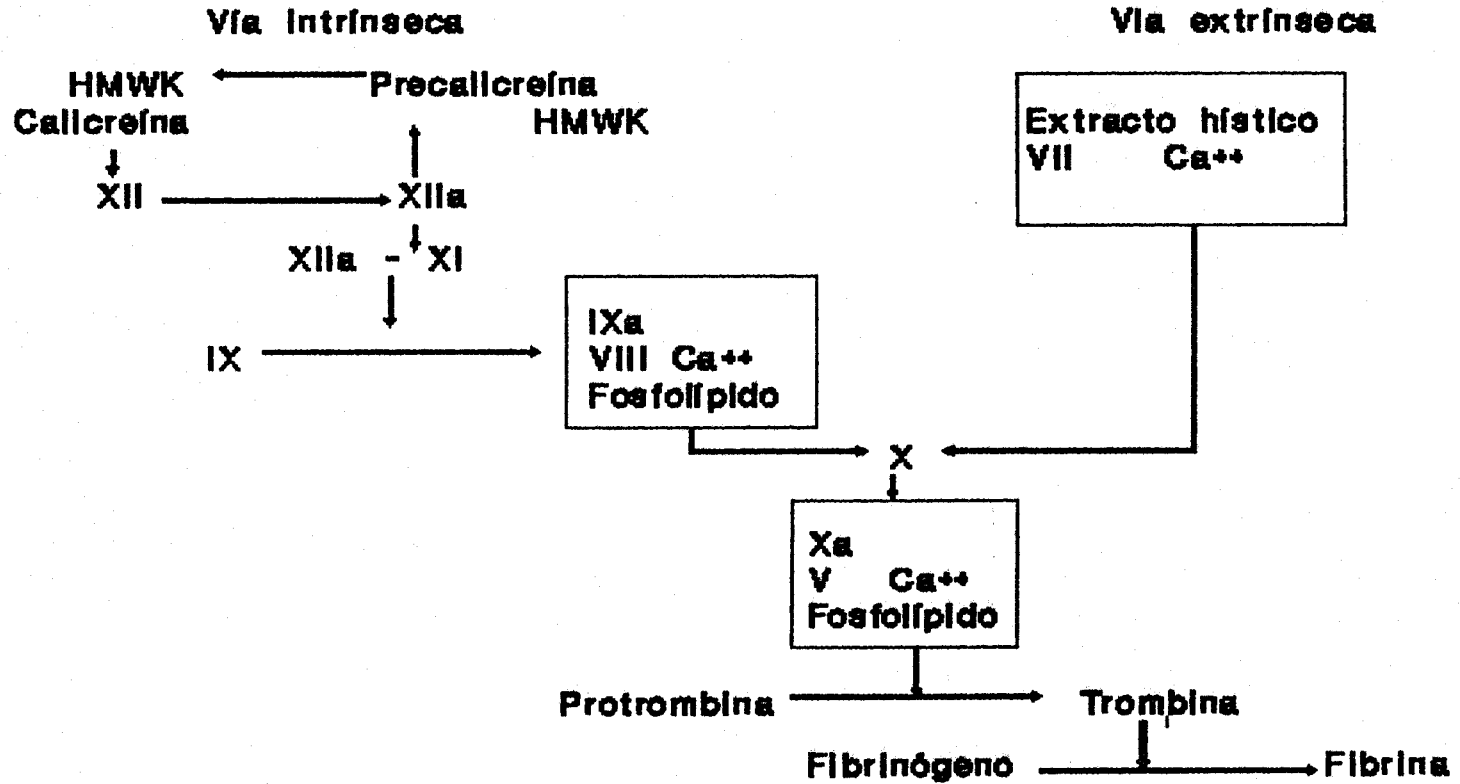 Vía intrínseca
Vía extrínseca
HMWK
Precalicreína
Calicreína
HMWK
XII
XIIa
XIIa - XI
IX
IXa
VIII Ca++
Fosfolípido
Extracto hístico
VII Ca++
X
Xa
V Ca++
Fosfolípido
Protrombina
Trombina
Fibrinógeno
Fibrina